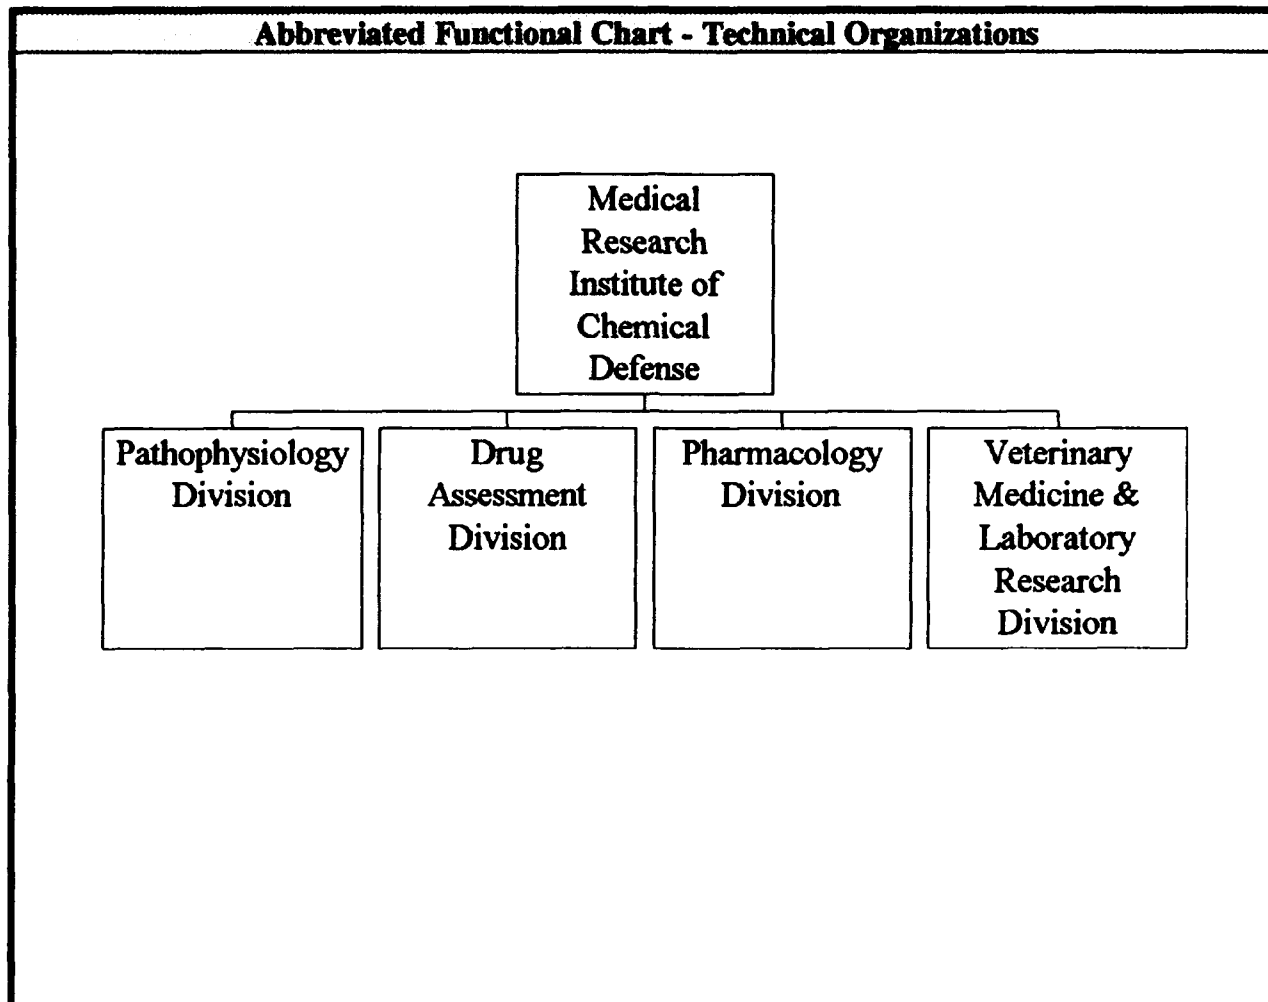 Abbreviated Functional Chart - Technical Organizations
Medical
Research
Institute of
Chemical
Defense
Pathophysiology
Division
Drug
Assessment
Division
Pharmacology
Division
Veterinary
Medicine &
Laboratory
Research
Division